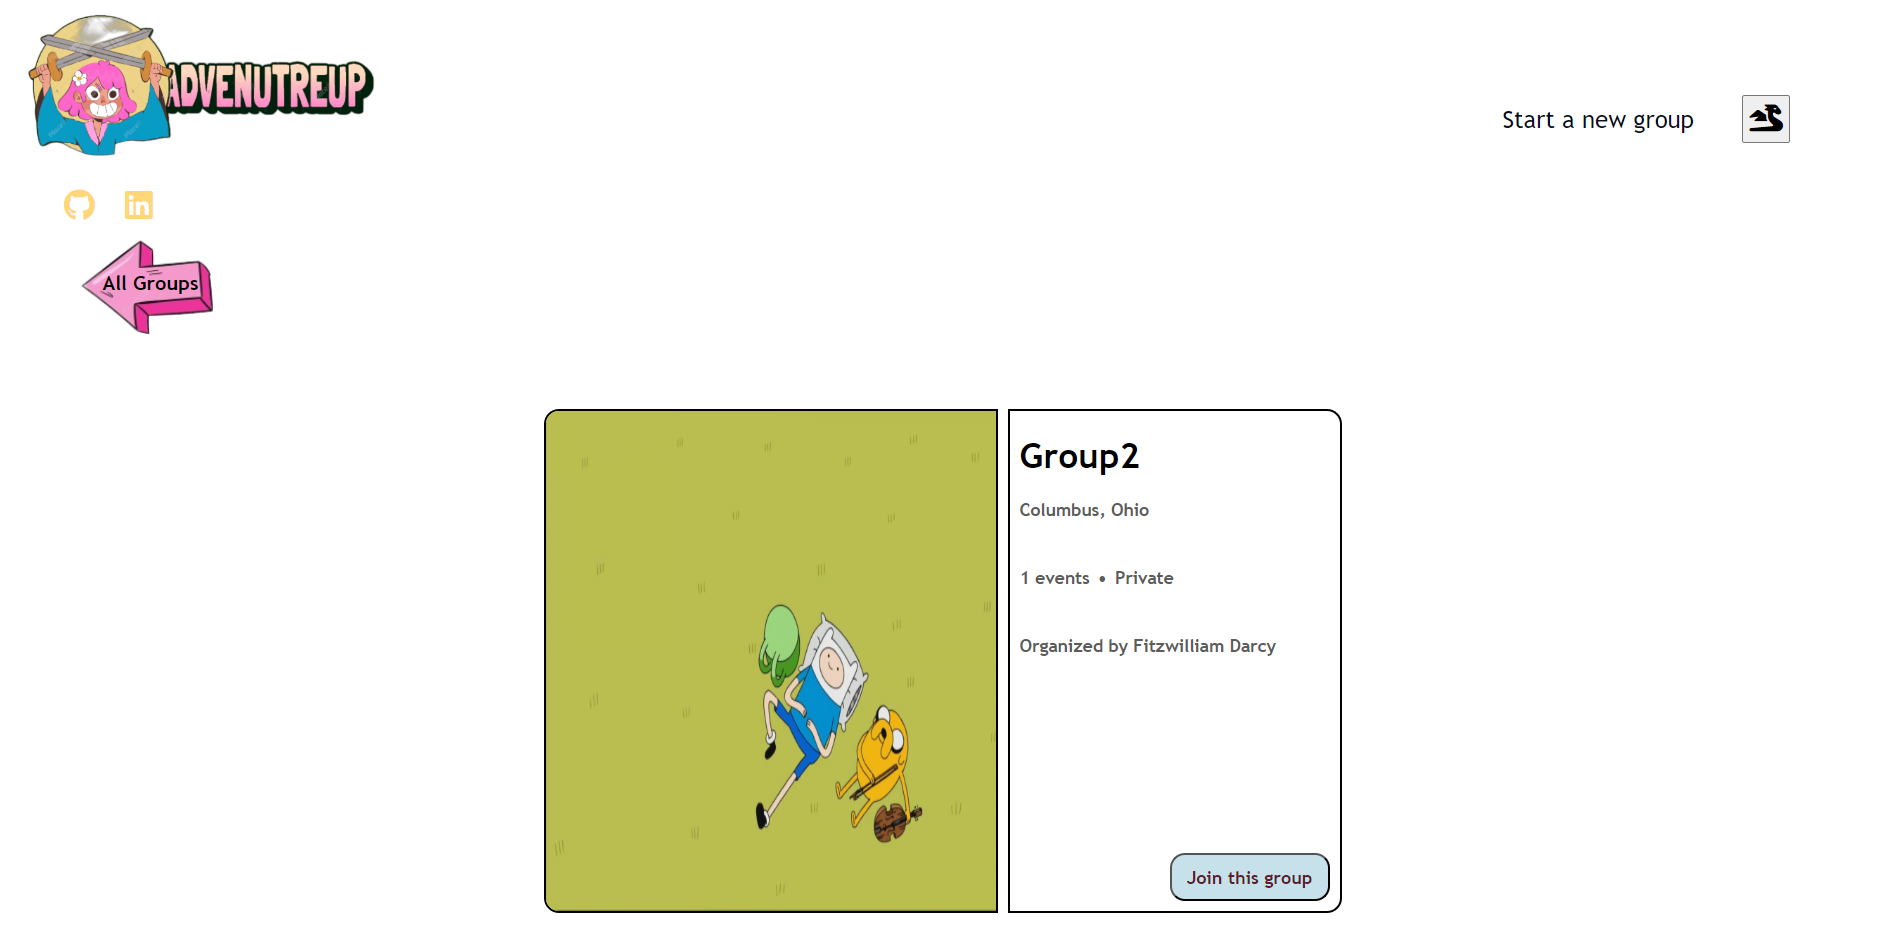 ADVENUTREUP
Start a new group
in
All Groups
Group2
Columbus, Ohio
1 events • Private
Organized by Fitzwilliam Darcy
Join this group